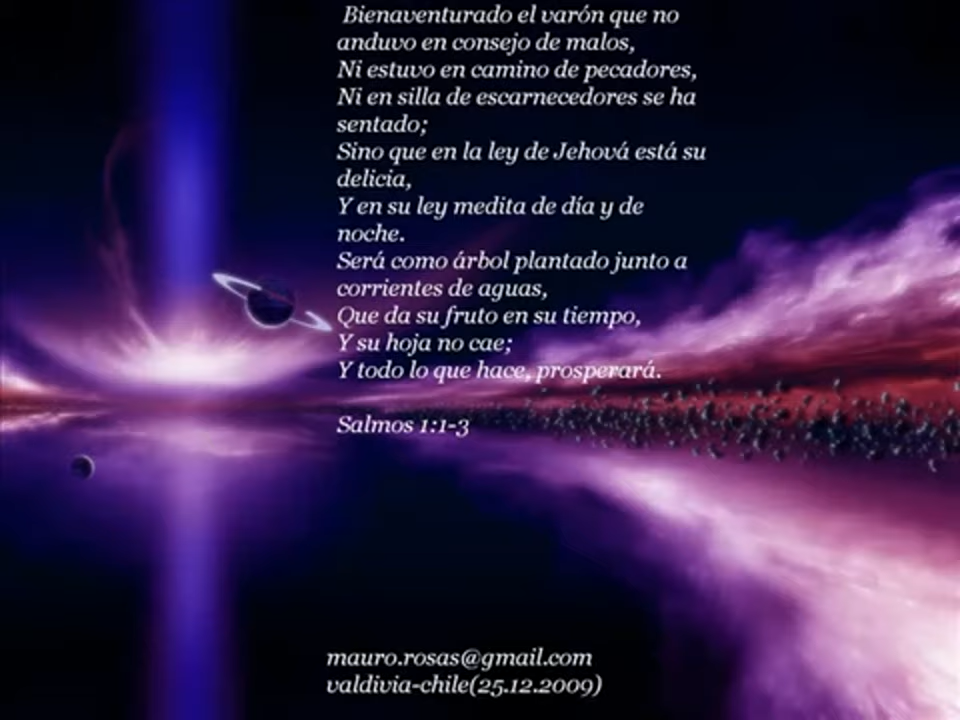 Bienaventurado el varón que no
anduvo en consejo de malos,
Ni estuvo en camino de pecadores,
Ni en silla de escarnecedores se ha
sentado;
Sino que en la ley de Jehová está su
delicia,
Y en su ley medita de día y de
noche.
Será como árbol plantado junto a
corrientes de aguas,
Que da su fruto en su tiempo,
Y su hoja no cae;
Y todo lo que hace, prosperará.
Salmos 1:1-3
mauro.rosas@gmail.com
valdivia-chile(25.12.2009)